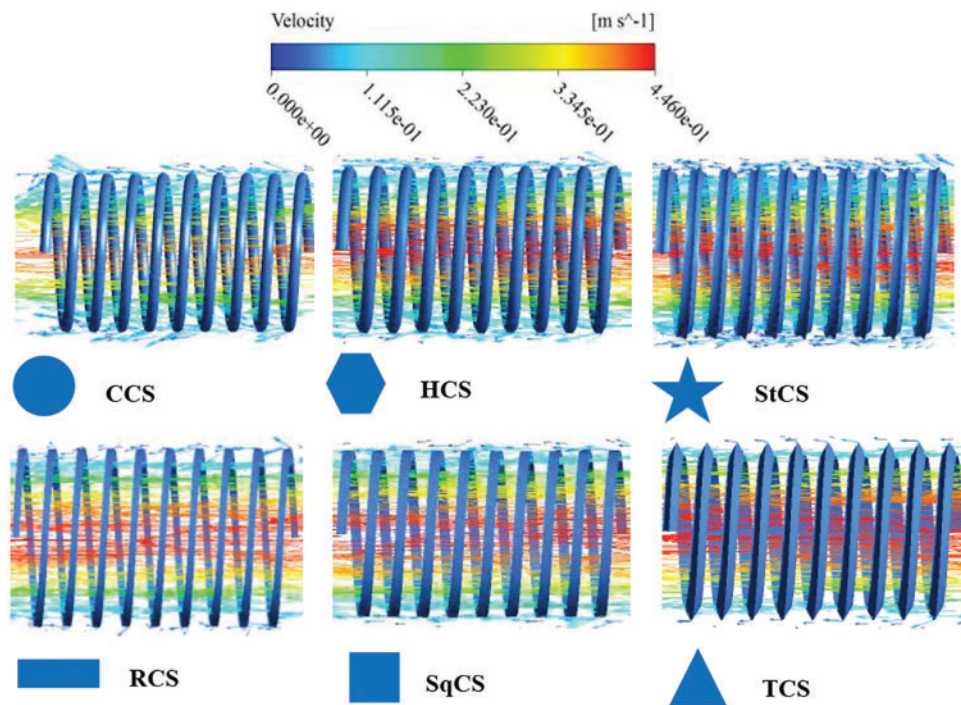 Velocity [m s^-1]
0.000e+00 1.115e-01 2.230e-01 3.345e-01 4.460e-01
CCS HCS StCS
RCS SqCS TCS